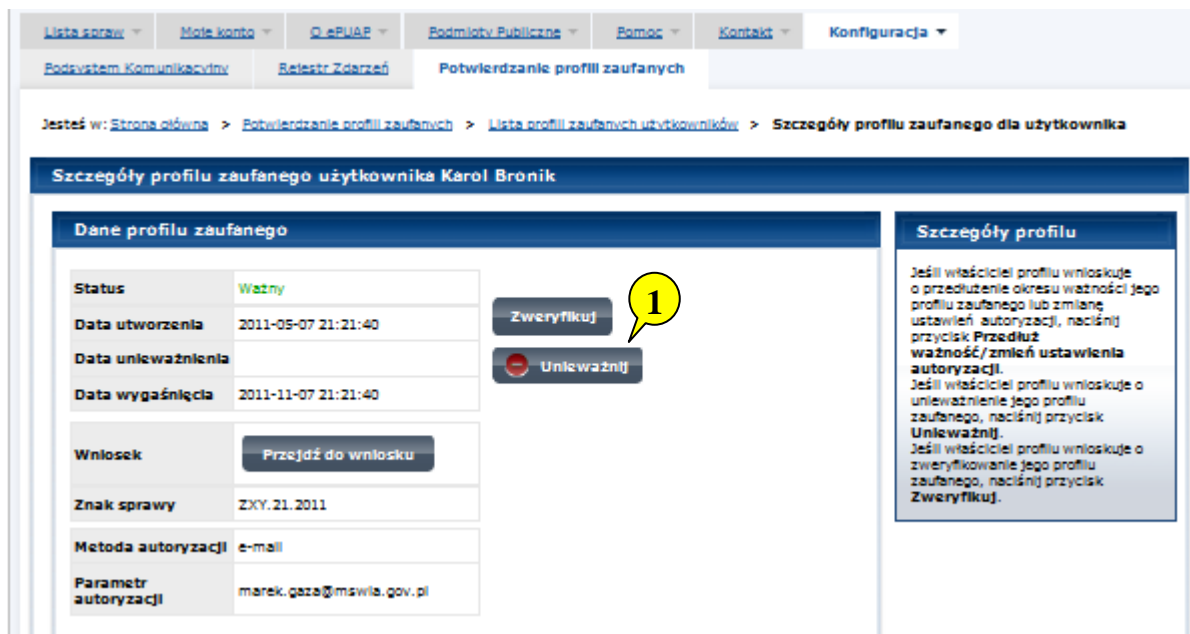 Lista spraw Moje konto O ePUAP Podmioty Publiczne Pomoc Kontakt Konfiguracja
Podsystem Komunikacyjny Rejestr Zdarzeń Potwierdzanie profili zaufanych
Jesteś w: Strona główna > Potwierdzanie profili zaufanych > Lista profili zaufanych użytkowników > Szczegóły profilu zaufanego dla użytkownika
Szczegóły profilu zaufanego użytkownika Karol Bronik
Dane profilu zaufanego
Status Ważny
Data utworzenia 2011-05-07 21:21:40
Data unieważnienia
Data wygaśnięcia 2011-11-07 21:21:40
Wniosek Przejdź do wniosku
Znak sprawy ZXY.21.2011
Metoda autoryzacji e-mail
Parametr
autoryzacji marek.gaza@mswia.gov.pl
Zweryfikuj
1
Unieważnij
Szczegóły profilu
Jeśli właściciel profilu wnioskuje
o przedłużenie okresu ważności jego
profilu zaufanego lub zmianę
ustawień autoryzacji, naciśnij
przycisk Przedłuż
ważność/zmień ustawienia
autoryzacji.
Jeśli właściciel profilu wnioskuje o
unieważnienie jego profilu
zaufanego, naciśnij przycisk
Unieważnij.
Jeśli właściciel profilu wnioskuje o
zweryfikowanie jego profilu
zaufanego, naciśnij przycisk
Zweryfikuj.